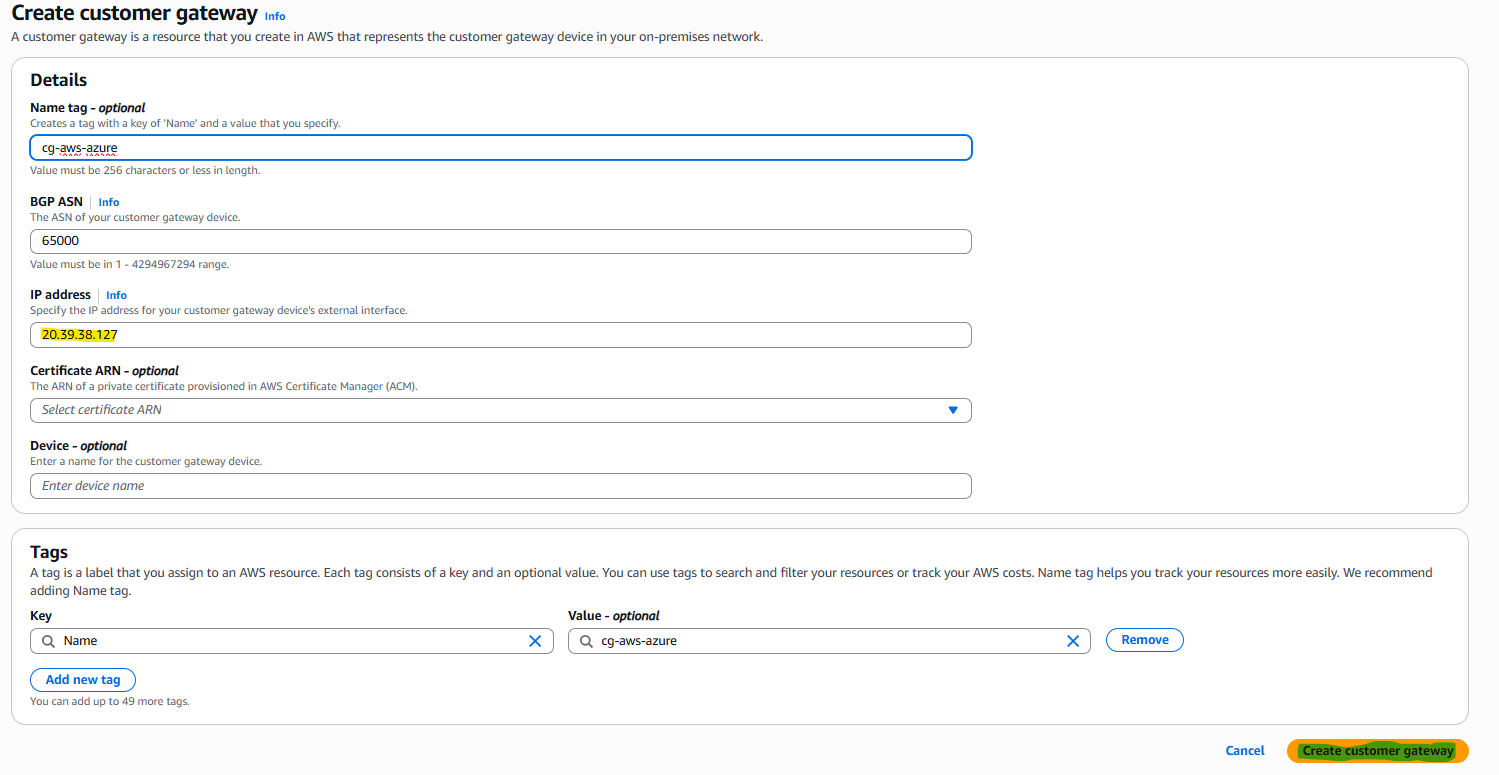 Create customer gateway Info
A customer gateway is a resource that you create in AWS that represents the customer gateway device in your on-premises network.
Details
Name tag - optional
Creates a tag with a key of 'Name' and a value that you specify.
cg-aws-azure
Value must be 256 characters or less in length.
BGP ASN Info
The ASN of your customer gateway device.
65000
Value must be in 1 - 4294967294 range.
IP address Info
Specify the IP address for your customer gateway device's external interface.
20.39.38.127
Certificate ARN - optional
The ARN of a private certificate provisioned in AWS Certificate Manager (ACM).
Select certificate ARN
Device - optional
Enter a name for the customer gateway device.
Enter device name
Tags
A tag is a label that you assign to an AWS resource. Each tag consists of a key and an optional value. You can use tags to search and filter your resources or track your AWS costs. Name tag helps you track your resources more easily. We recommend
adding Name tag.
Key Value - optional
Name cg-aws-azure Remove
Add new tag
You can add up to 49 more tags.
Cancel Create customer gateway